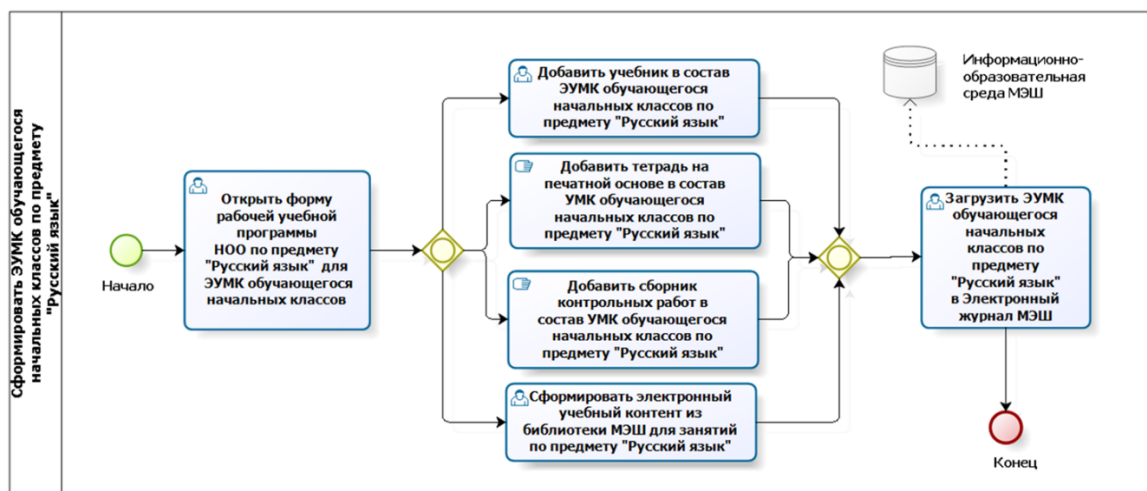 Сформировать ЭУМК обучающегося
начальных классов по предмету
"Русский язык"
Начало
Открыть форму
рабочей учебной
программы
НОО по предмету
"Русский язык" для
ЭУМК обучающегося
начальных классов
Добавить учебник в состав
ЭУМК обучающегося
начальных классов по
предмету "Русский язык"
Добавить тетрадь на
печатной основе в состав
УМК обучающегося
начальных классов по
предмету "Русский язык"
Добавить сборник
контрольных работ в
состав УМК обучающегося
начальных классов по
предмету "Русский язык"
Сформировать электронный
учебный контент из
библиотеки МЭШ для занятий
по предмету "Русский язык"
Информационно-
образовательная
среда МЭШ
Загрузить ЭУМК
обучающегося
начальных
классов по
предмету
"Русский язык"
в Электронный
журнал МЭШ
Конец